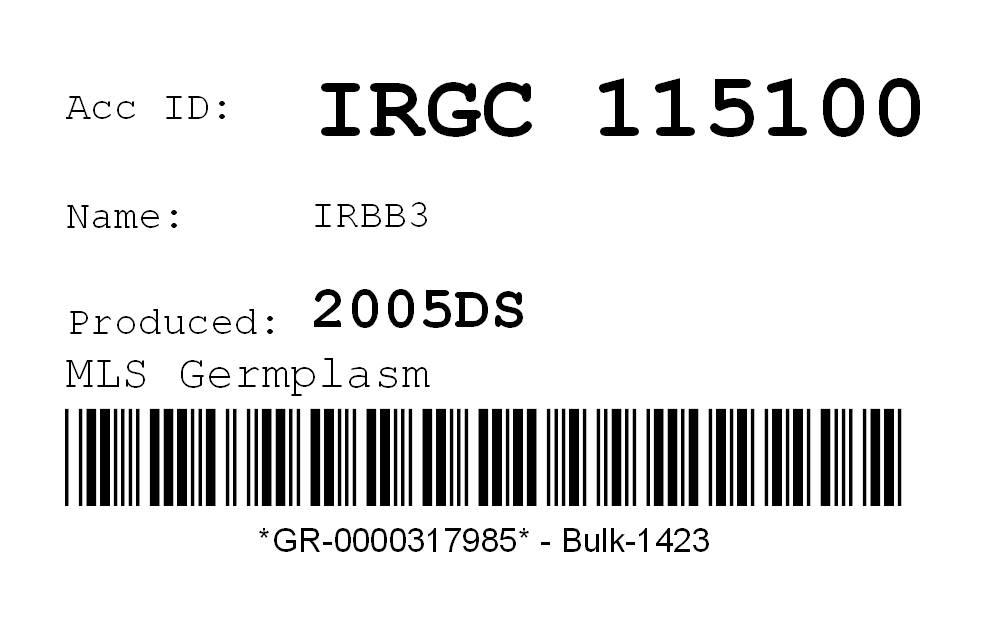 Acc ID: IRGC 115100
Name: IRBB3
Produced: 2005DS
MLS Germplasm
*GR-0000317985* - Bulk-1423